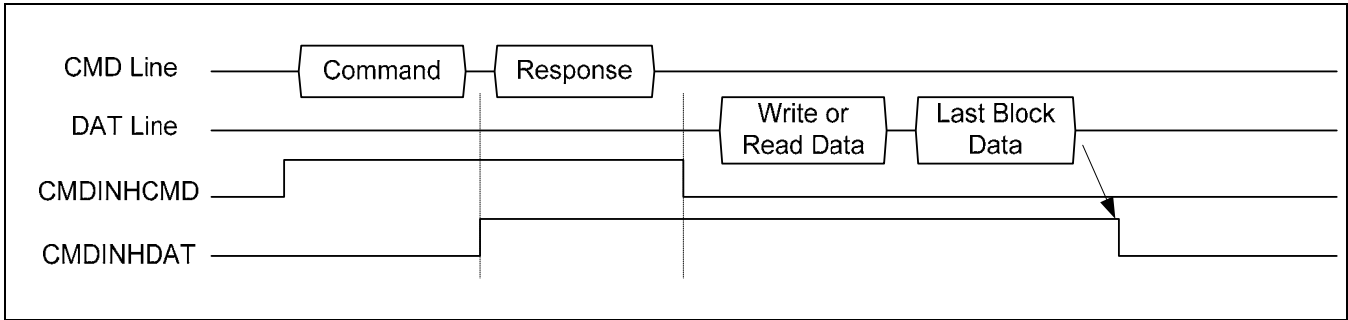 CMD Line
Command
Response
DAT Line
Write or
Read Data
Last Block
Data
CMDINHCMD
CMDINHDAT